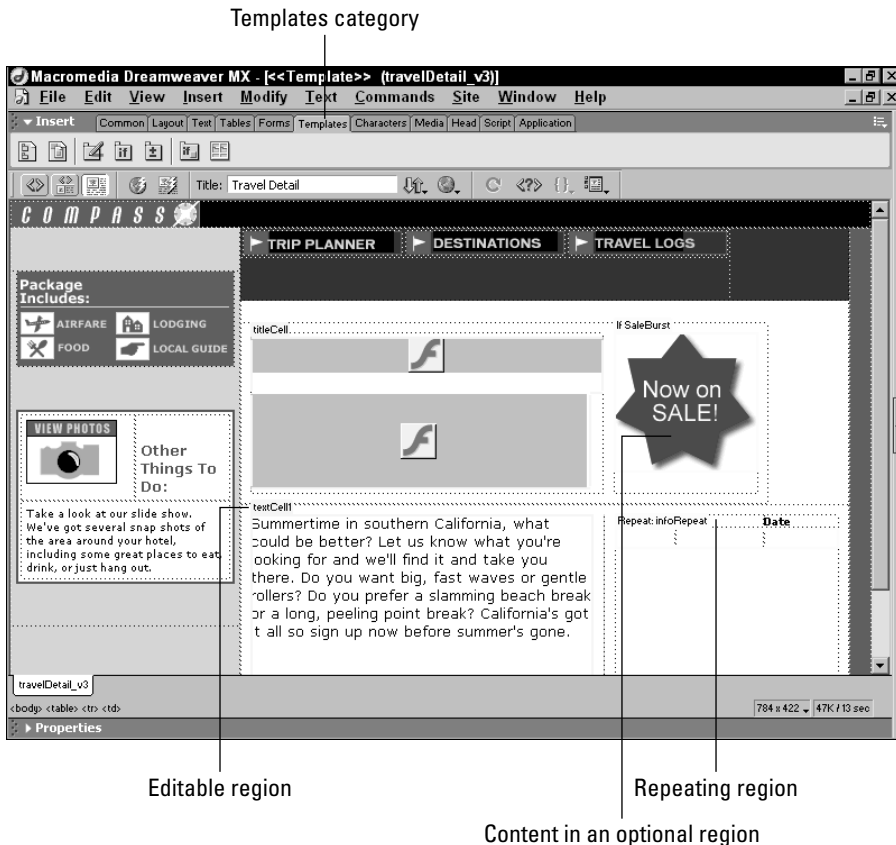 Templates category
Macromedia Dreamweaver MX - [<<Template>> (travelDetail_v3)]
File Edit View Insert Modify Text Commands Site Window Help
Insert Common Layout Text Tables Forms Templates Characters Media Head Script Application
Title: Travel Detail
COMPASS
TRIP PLANNER DESTINATIONS TRAVEL LOGS
Package
Includes:
AIRFARE LODGING
FOOD LOCAL GUIDE
titleCell
If SaleBurst
Now on
SALE!
VIEW PHOTOS
Other
Things To
Do:
Take a look at our slide show.
We've got several snap shots of
the area around your hotel,
including some great places to eat,
drink, or just hang out.
textCell1
Summertime in southern California, what
could be better? Let us know what you're
ooking for and we'll find it and take you
there. Do you want big, fast waves or gentle
rollers? Do you prefer a slamming beach break
or a long, peeling point break? California's got
t all so sign up now before summer's gone.
Repeat: infoRepeat Date
travelDetail_v3
<body> <table> <tr> <td>
784 x 422 47K / 13 sec
Properties
Editable region
Repeating region
Content in an optional region